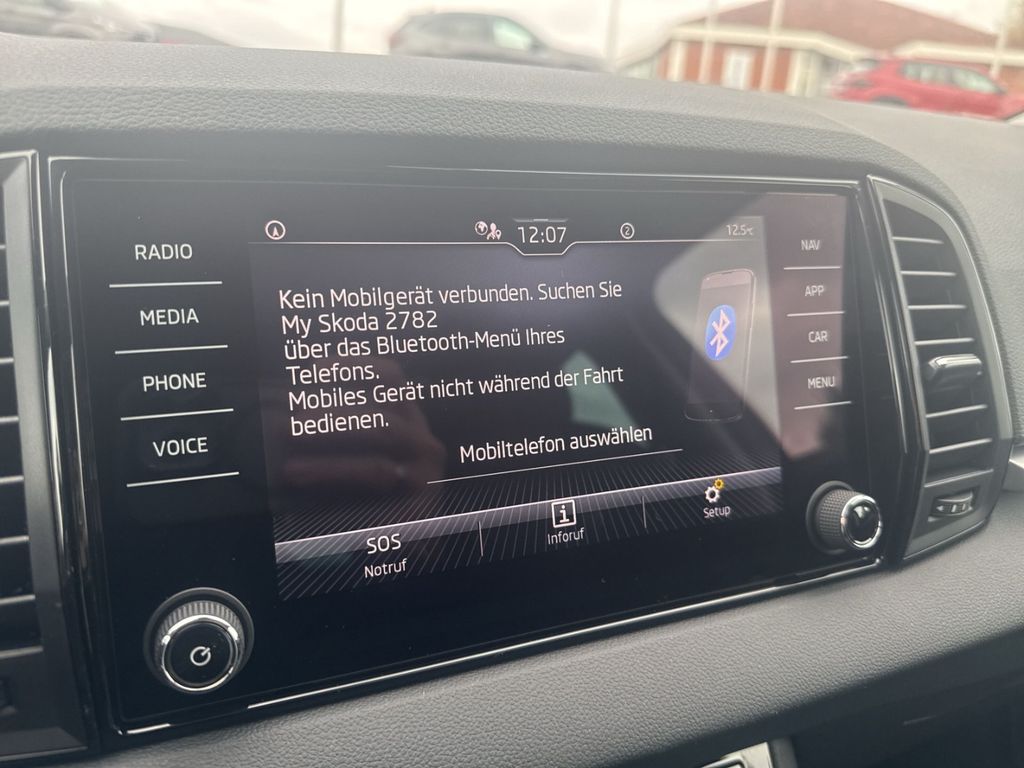 12:07
2
12.5°C
RADIO
MEDIA
PHONE
VOICE
Kein Mobilgerät verbunden. Suchen Sie
My Skoda 2782
über das Bluetooth-Menü Ihres
Telefons.
Mobiles Gerät nicht während der Fahrt
bedienen.
Mobiltelefon auswählen
SOS
Notruf
i
Inforuf
Setup
NAV
APP
CAR
MENU